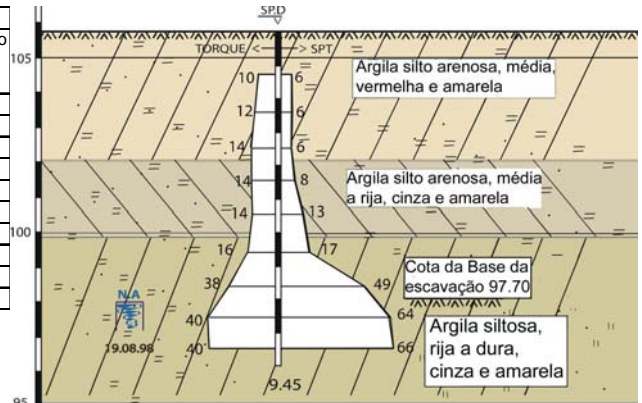 SP.D
o
105
TORQUE < > SPT
Argila silto arenosa, média,
vermelha e amarela
10 6
12 6
14 6
14 8
Argila silto arenosa, média
a rija, cinza e amarela
14 13
100
16 17
Cota da Base da
escavação 97.70
38 49
N.A
40 64
Argila siltosa,
rija a dura,
cinza e amarela
19.08.98
40 66
9.45
95